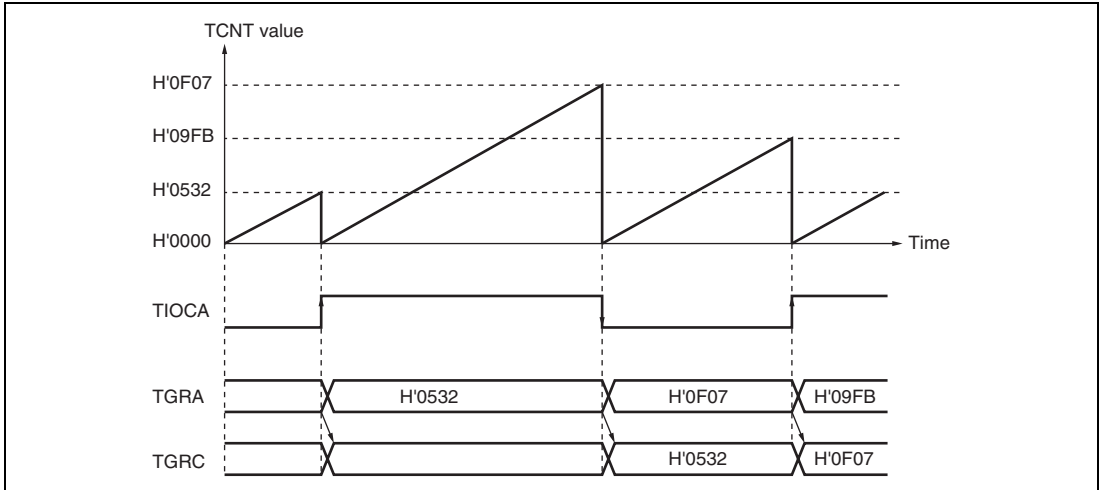 TCNT value
H'0F07
H'09FB
H'0532
H'0000
Time
TIOCA
TGRA
H'0532
H'0F07
H'09FB
TGRC
H'0532
H'0F07